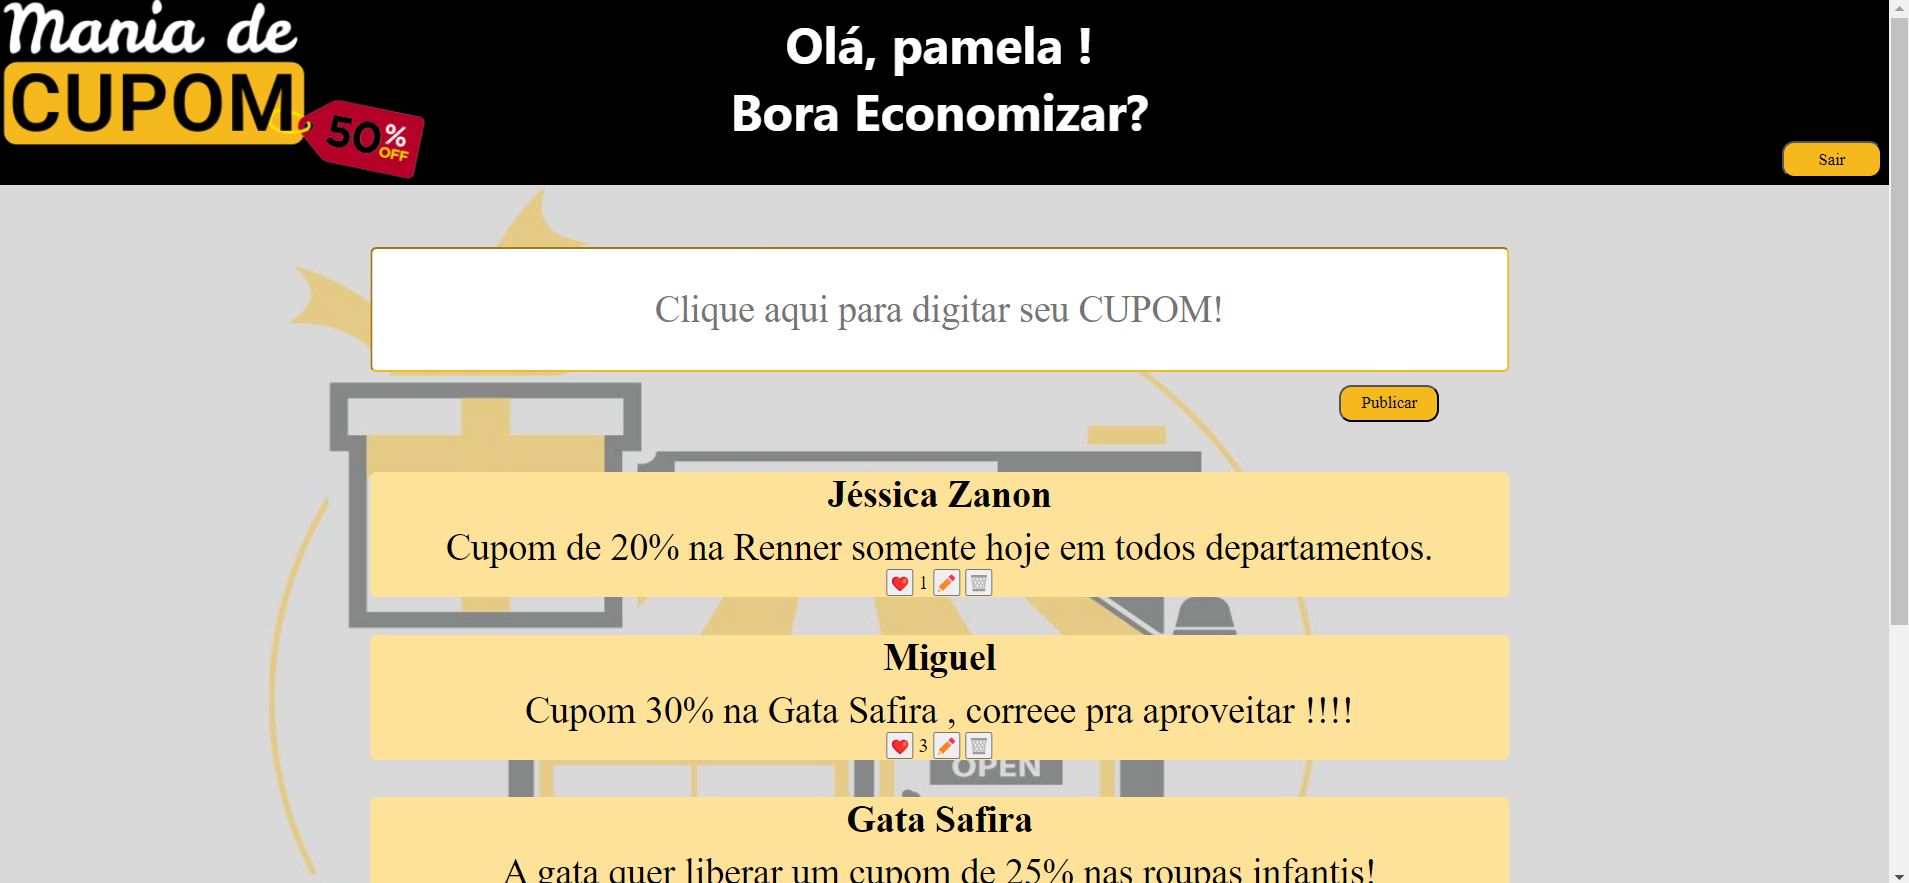 Mania de
CUPOM
50%
OFF
Olá, pamela !
Bora Economizar?
Sair
Clique aqui para digitar seu CUPOM!
Publicar
Jéssica Zanon
Cupom de 20% na Renner somente hoje em todos departamentos.
1
Miguel
Cupom 30% na Gata Safira , correee pra aproveitar !!!!
3
OPEN
Gata Safira
A gata quer liberar um cupom de 25% nas roupas infantis!